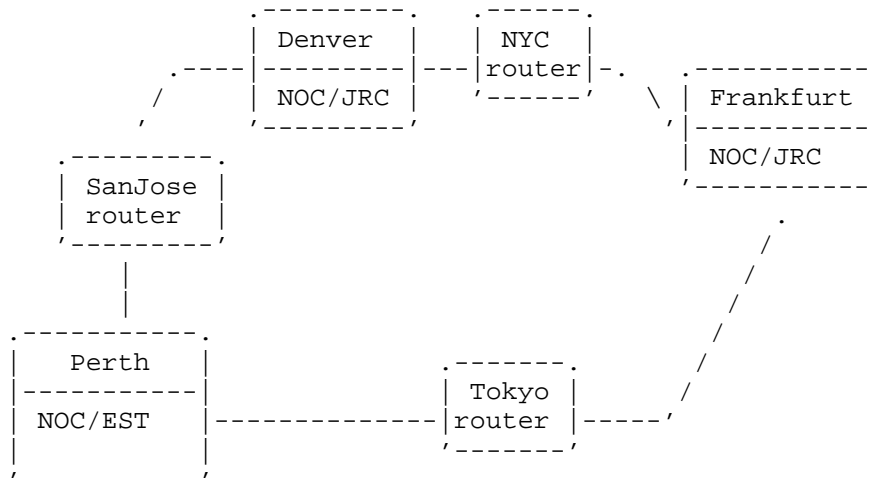 Denver
NYC
router
NOC/JRC
Frankfurt
NOC/JRC
SanJose
router
Perth
NOC/EST
Tokyo
router